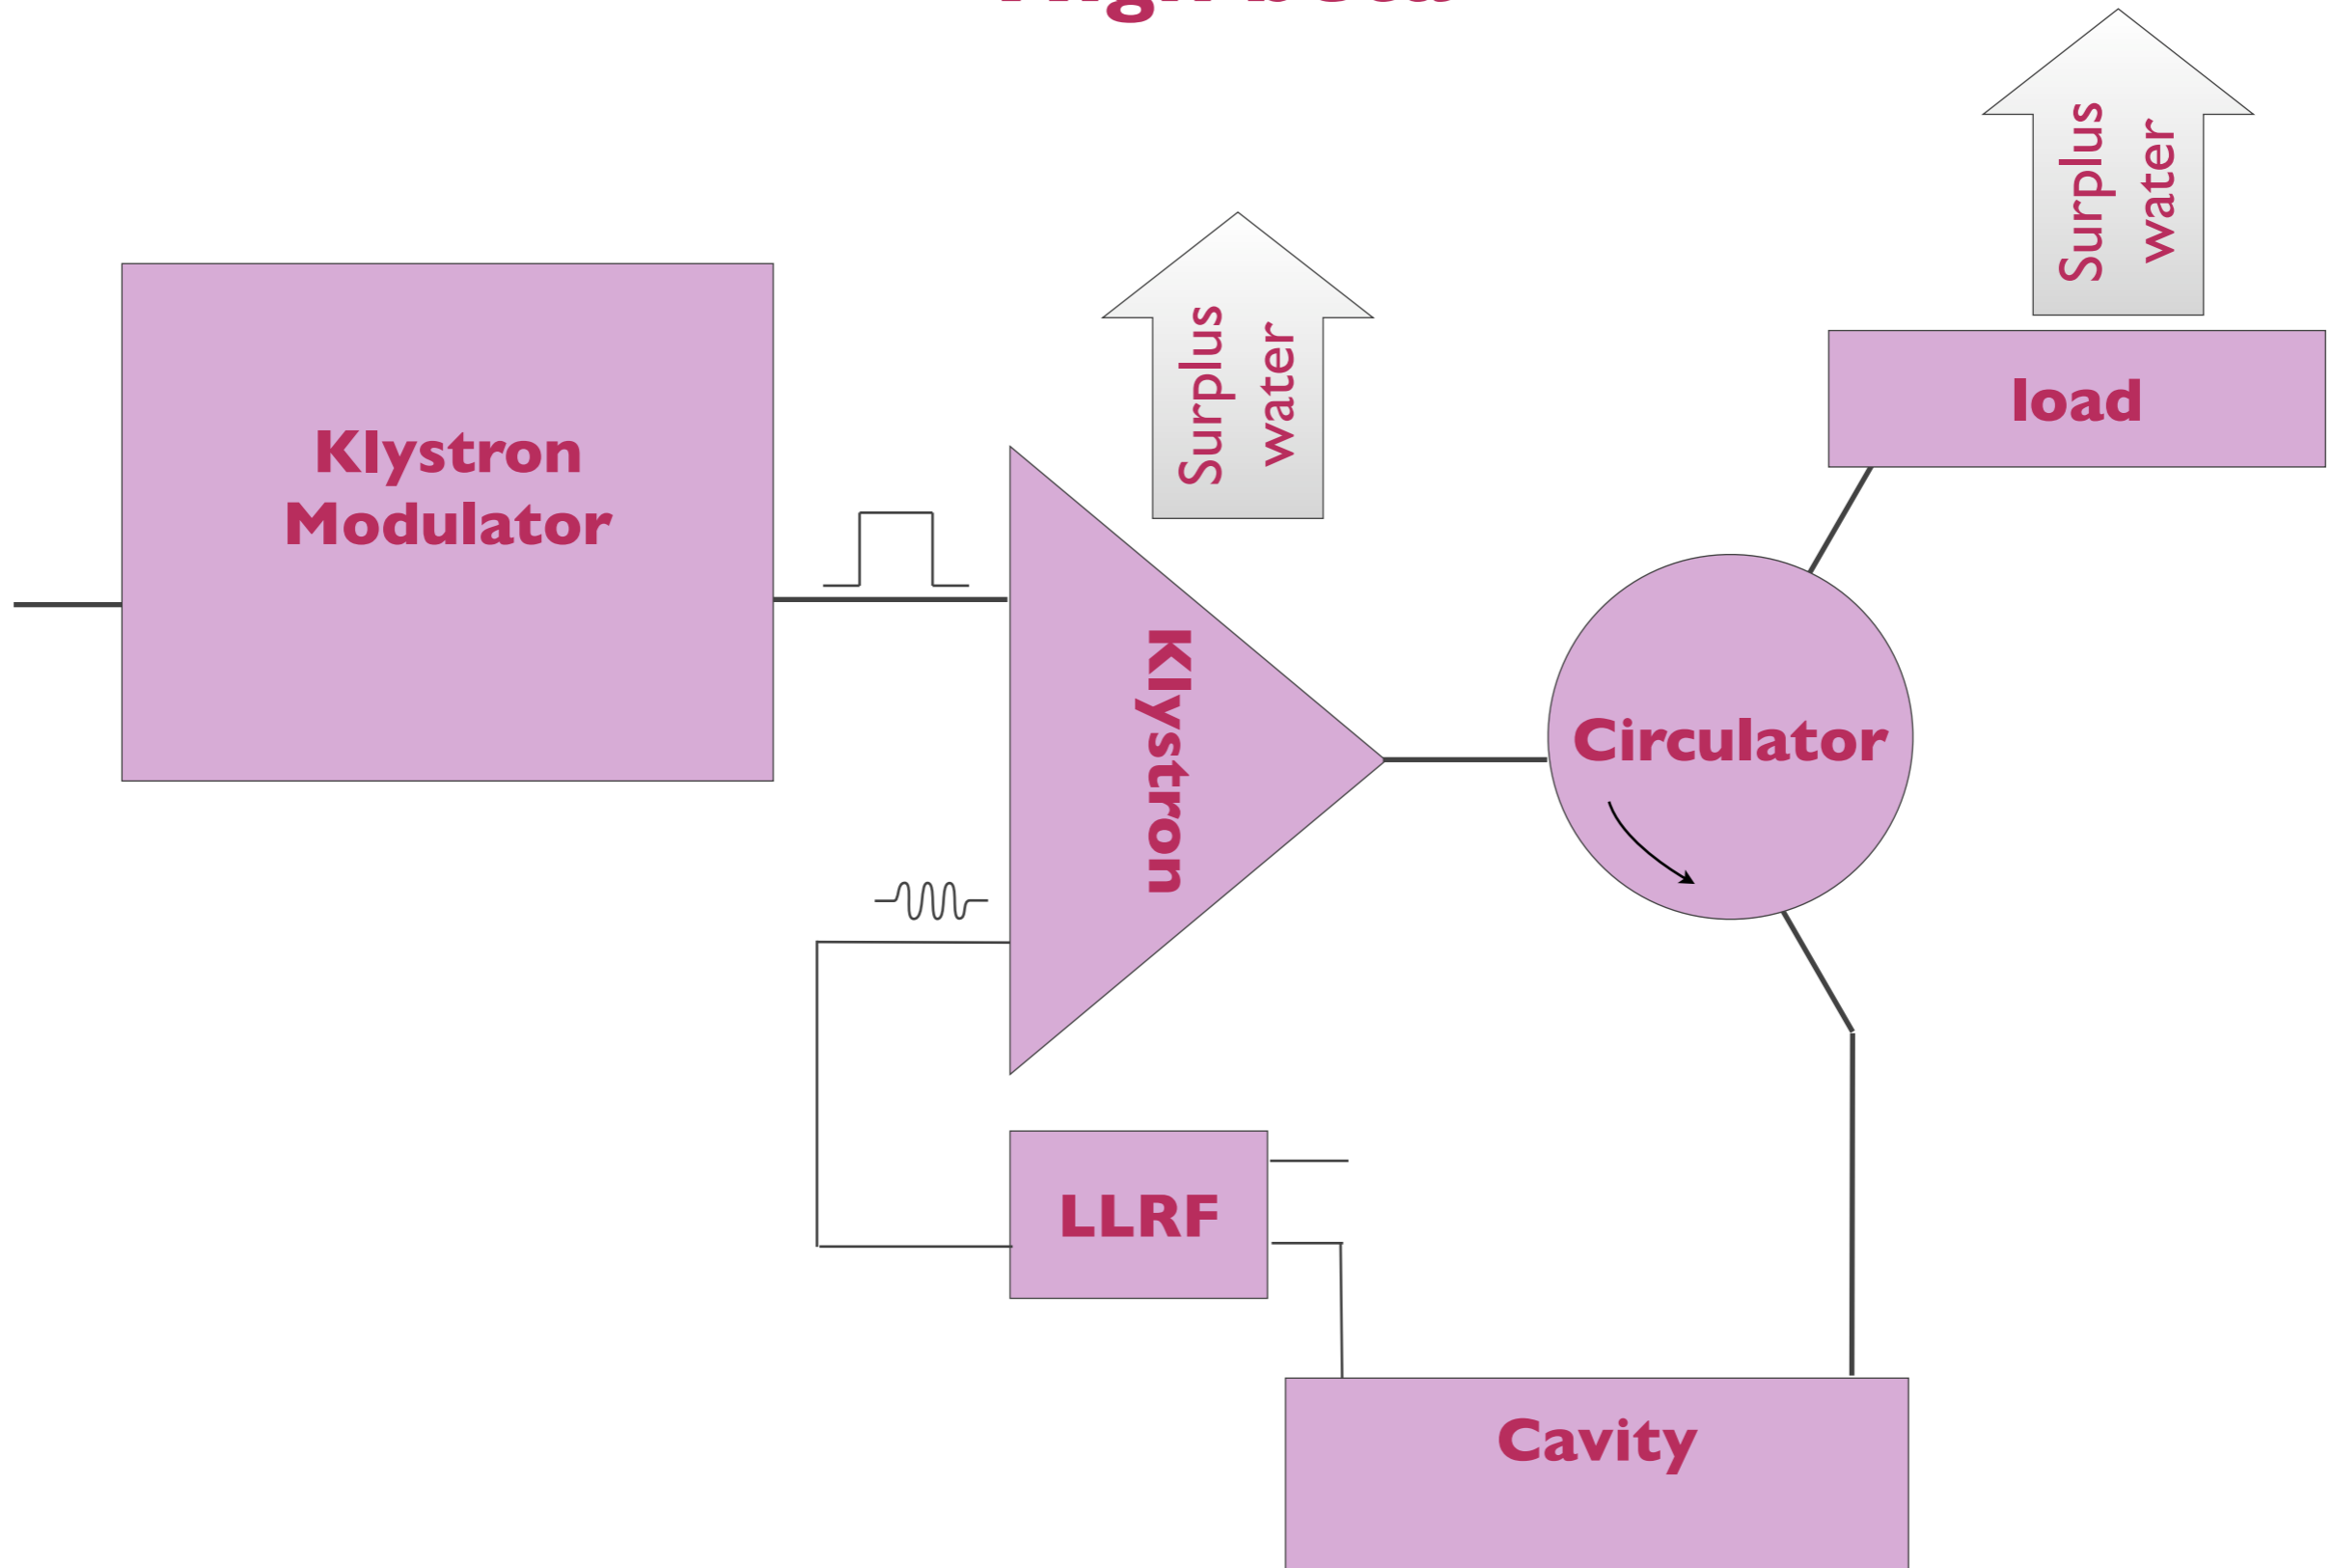 Surplus
water
Surplus
water
load
Klystron
Modulator
Klystron
Circulator
LLRF
Cavity